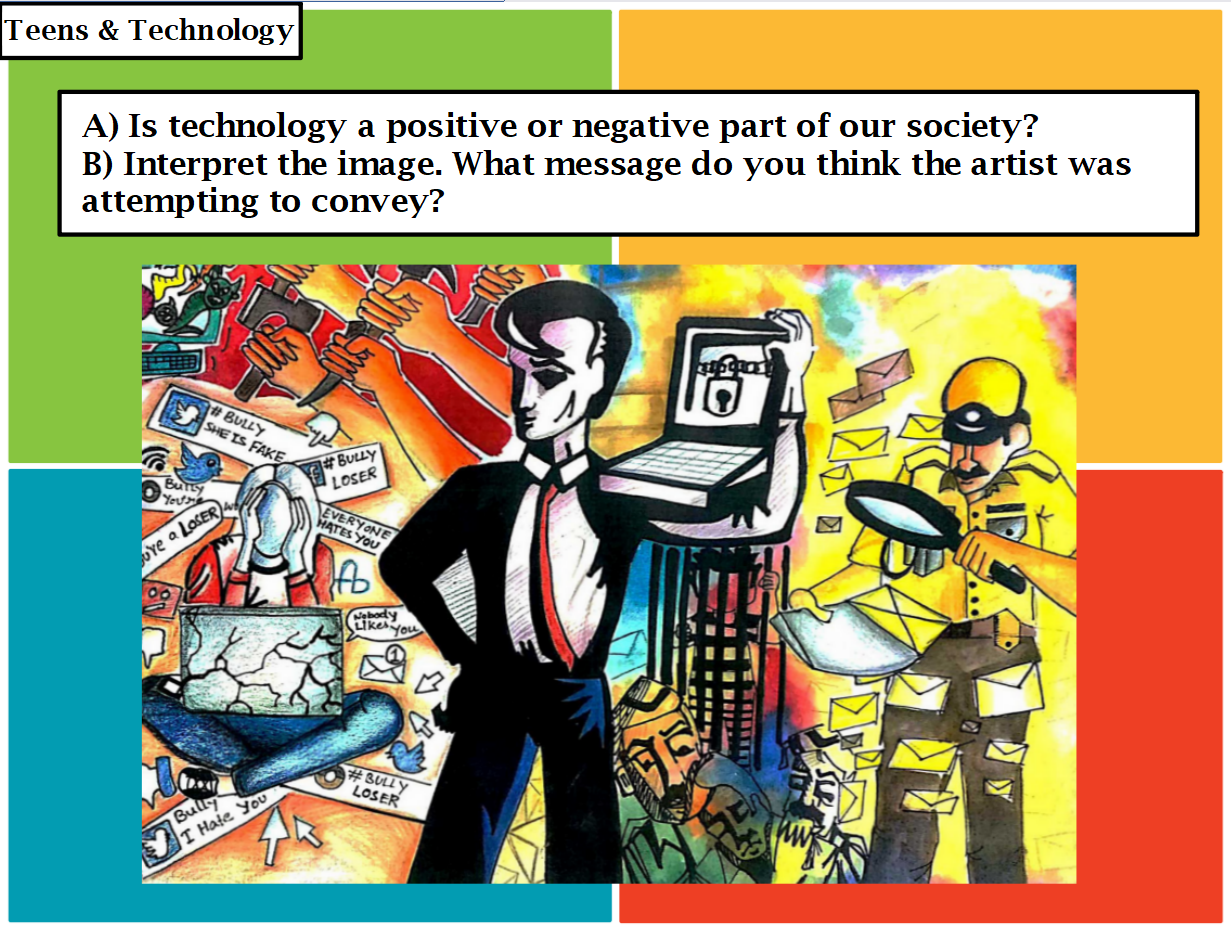 Teens & Technology
A) Is technology a positive or negative part of our society?
B) Interpret the image. What message do you think the artist was
attempting to convey?
# BULLY
SHE IS FAKE
# BULLY
LOSER
Bully
You're
EVERYONE
HATES YOU
a LOSER
Nobody
Likes
You
1
# BULLY
LOSER
Bully
I Hate You